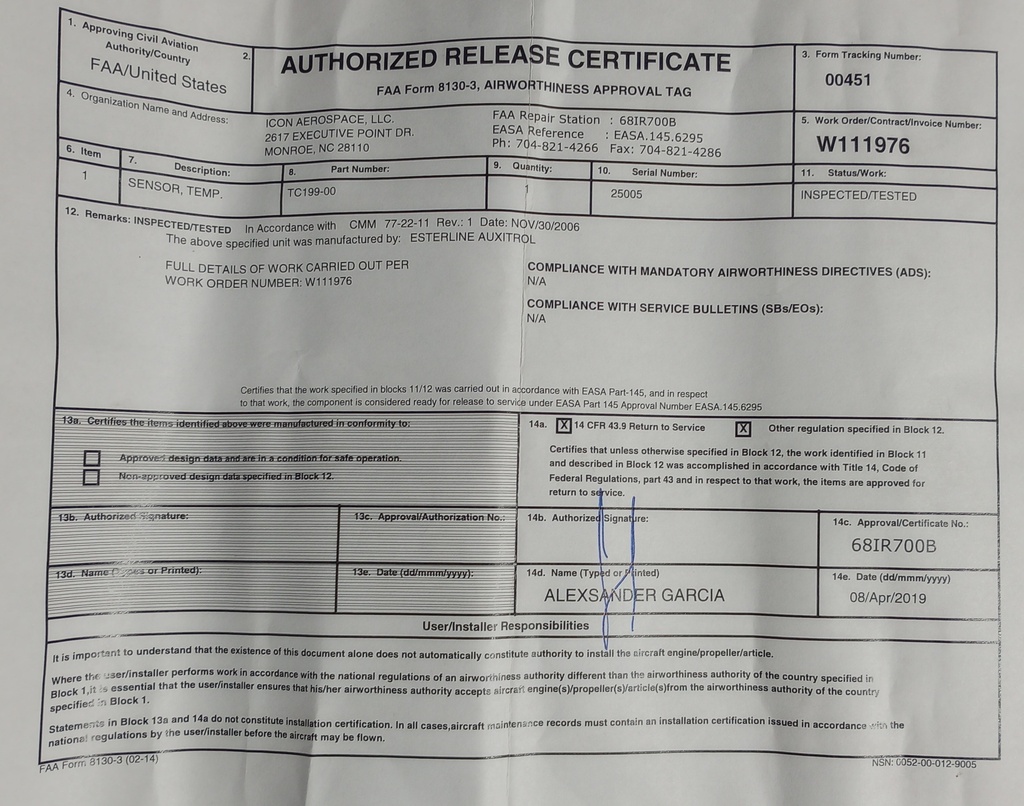 1. Approving Civil Aviation
Authority/Country
FAA/United States
2.
AUTHORIZED RELEASE CERTIFICATE
FAA Form 8130-3, AIRWORTHINESS APPROVAL TAG
3. Form Tracking Number:
00451
4. Organization Name and Address:
ICON AEROSPACE, LLC.
2617 EXECUTIVE POINT DR.
MONROE, NC 28110
FAA Repair Station : 68IR700B
EASA Reference : EASA.145.6295
Ph: 704-821-4266 Fax: 704-821-4286
5. Work Order/Contract/Invoice Number:
W111976
6. Item
7. Description:
8. Part Number:
9. Quantity:
10. Serial Number:
11. Status/Work:
1
SENSOR, TEMP.
TC199-00
1
25005
INSPECTED/TESTED
12. Remarks: INSPECTED/TESTED In Accordance with CMM 77-22-11 Rev.: 1 Date: NOV/30/2006
The above specified unit was manufactured by: ESTERLINE AUXITROL
FULL DETAILS OF WORK CARRIED OUT PER
WORK ORDER NUMBER: W111976
COMPLIANCE WITH MANDATORY AIRWORTHINESS DIRECTIVES (ADS):
N/A
COMPLIANCE WITH SERVICE BULLETINS (SBs/EOs):
N/A
Certifies that the work specified in blocks 11/12 was carried out in accordance with EASA Part-145, and in respect
to that work, the component is considered ready for release to service under EASA Part 145 Approval Number EASA.145.6295
13a. Certifies the items identified above were manufactured in conformity to:
Approved design data and are in a condition for safe operation.
Non-approved design data specified in Block 12.
14a. X 14 CFR 43.9 Return to Service X Other regulation specified in Block 12.
Certifies that unless otherwise specified in Block 12, the work identified in Block 11
and described in Block 12 was accomplished in accordance with Title 14, Code of
Federal Regulations, part 43 and in respect to that work, the items are approved for
return to service.
13b. Authorized Signature:
13c. Approval/Authorization No.:
14b. Authorized Signature:
14c. Approval/Certificate No.:
68IR700B
13d. Name (Types or Printed):
13e. Date (dd/mmm/yyyy):
14d. Name (Typed or Printed)
ALEXSANDER GARCIA
14e. Date (dd/mmm/yyyy)
08/Apr/2019
User/Installer Responsibilities
It is important to understand that the existence of this document alone does not automatically constitute authority to install the aircraft engine/propeller/article.
Where the user/installer performs work in accordance with the national regulations of an airworthiness authority different than the airworthiness authority of the country specified in
Block 1,it is essential that the user/installer ensures that his/her airworthiness authority accepts aircraft engine(s)/propeller(s)/article(s)from the airworthiness authority of the country
specified in Block 1.
Statements in Block 13a and 14a do not constitute installation certification. In all cases,aircraft maintenance records must contain an installation certification issued in accordance with the
national regulations by the user/installer before the aircraft may be flown.
FAA Form 8130-3 (02-14)
NSN: 0052-00-012-9005